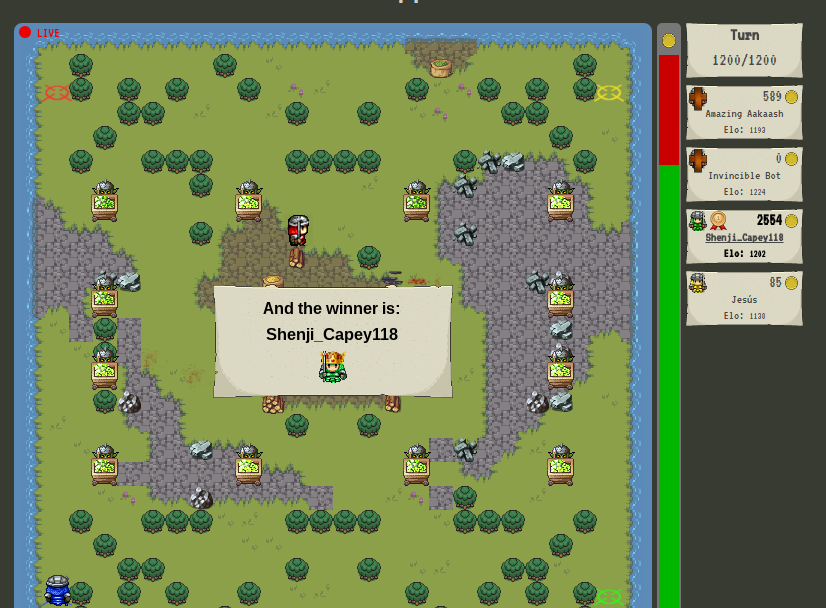 LIVE
Turn
1200/1200
589
Amazing Aakaash
Elo: 1193
0
Invincible Bot
Elo: 1224
2554
Shenji_Capey118
Elo: 1202
85
Jesús
Elo: 1138
And the winner is:
Shenji_Capey118